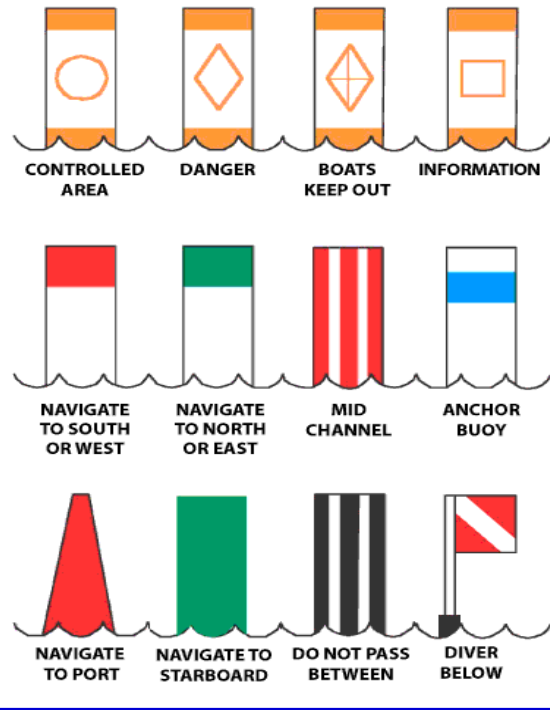 CONTROLLED AREA
DANGER
BOATS KEEP OUT
INFORMATION
NAVIGATE TO SOUTH OR WEST
NAVIGATE TO NORTH OR EAST
MID CHANNEL
ANCHOR BUOY
NAVIGATE TO PORT
NAVIGATE TO STARBOARD
DO NOT PASS BETWEEN
DIVER BELOW